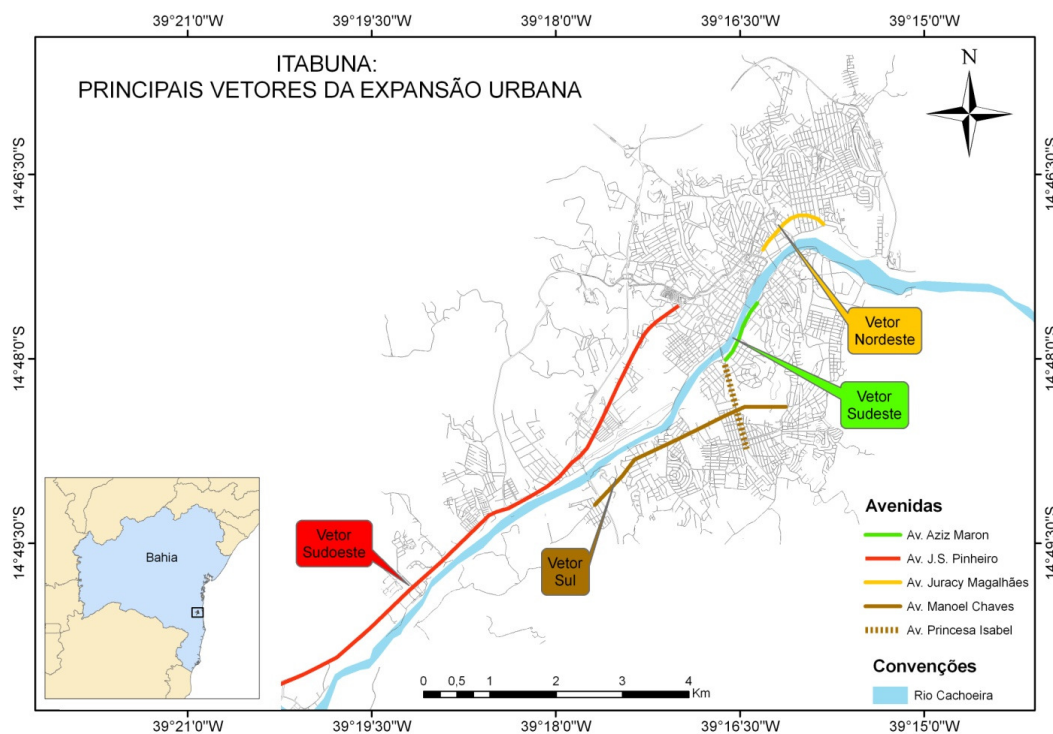 39°21'0"W 39°19'30"W 39°18'0"W 39°16'30"W 39°15'0"W
ITABUNA:
PRINCIPAIS VETORES DA EXPANSÃO URBANA
N
14°46'30"S 14°46'30"S
Vetor
Nordeste
14°48'0"S 14°48'0"S
Vetor
Sudeste
Avenidas
Av. Aziz Maron
Av. J.S. Pinheiro
Av. Juracy Magalhães
Av. Manoel Chaves
Av. Princesa Isabel
Vetor
Sudoeste
Vetor
Sul
14°49'30"S 14°49'30"S
Bahia
Convenções
Rio Cachoeira
0 0,5 1 2 3 4
Km
39°21'0"W 39°19'30"W 39°18'0"W 39°16'30"W 39°15'0"W